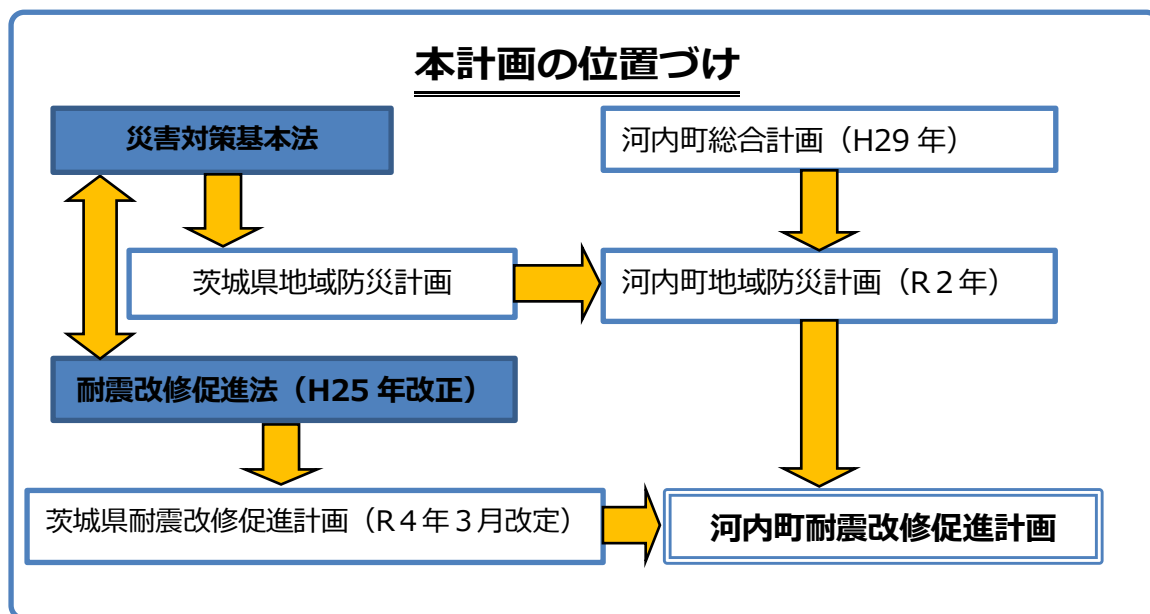 本計画の位置づけ
災害対策基本法
河内町総合計画（H29 年）
茨城県地域防災計画
河内町地域防災計画（R２年）
耐震改修促進法（H25 年改正）
茨城県耐震改修促進計画（R４年３月改定）
河内町耐震改修促進計画